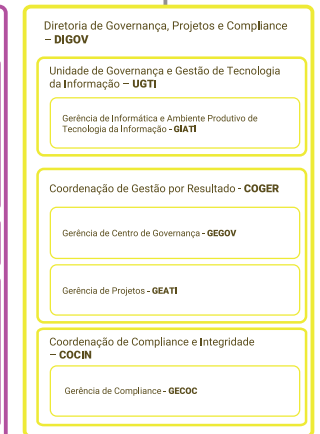 Diretoria de Governança, Projetos e Compliance
– DIGOV
Unidade de Governança e Gestão de Tecnologia
da Informação – UGTI
Gerência de Informática e Ambiente Produtivo de
Tecnologia da Informação - GIATI
Coordenação de Gestão por Resultado - COGER
Gerência de Centro de Governança - GEGOV
Gerência de Projetos - GEATI
Coordenação de Compliance e Integridade
– COCIN
Gerência de Compliance - GECOC